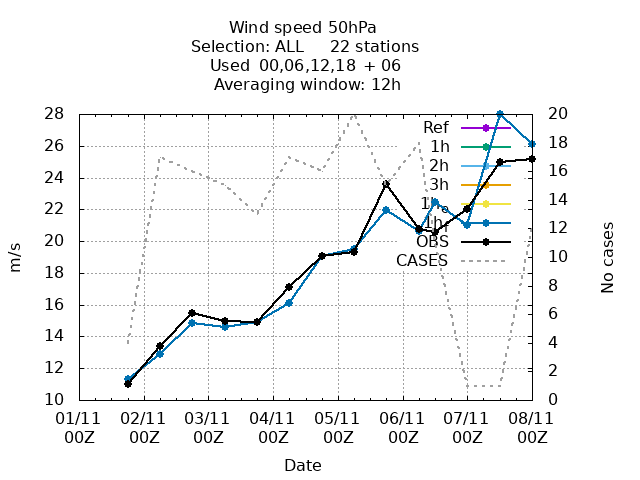 Wind speed 50hPa
Selection: ALL 22 stations
Used 00,06,12,18 + 06
Averaging window: 12h
28 26 24 22 20 18 16 14 12 10
m/s
20 18 16 14 12 10 8 6 4 2 0
No cases
Ref
1h
2h
3h
OBS
CASES
01/11 02/11 03/11 04/11 05/11 06/11 07/11 08/11
00Z 00Z 00Z 00Z 00Z 00Z 00Z 00Z
Date